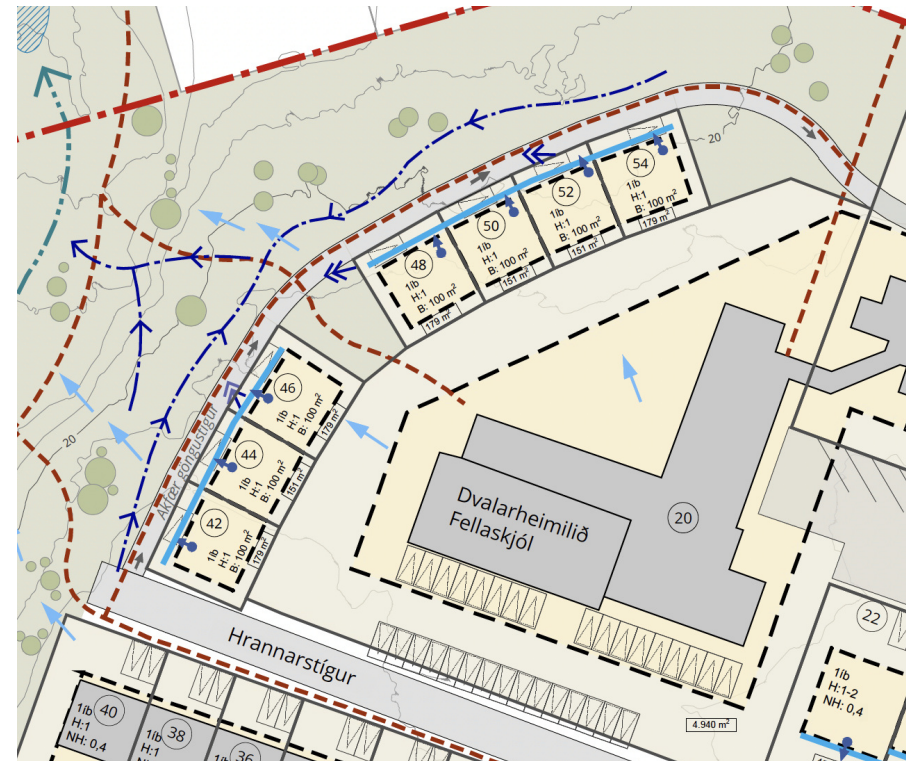 20
54
1íb
H:1
B: 100 m²
179 m²
52
1íb
H:1
B: 100 m²
151 m²
50
1íb
H:1
B: 100 m²
151 m²
48
1íb
H:1
B: 100 m²
179 m²
46
1íb
H:1
B: 100 m²
179 m²
44
1íb
H:1
B: 100 m²
151 m²
42
1íb
H:1
B: 100 m²
179 m²
Akfær göngustígur
20
Dvalarheimilið
Fellaskjól
20
Hrannarstígur
22
1íb
H:1-2
NH: 0,4
4.940 m²
40
1íb
H:1
NH: 0,4
38
1íb
H:1
36